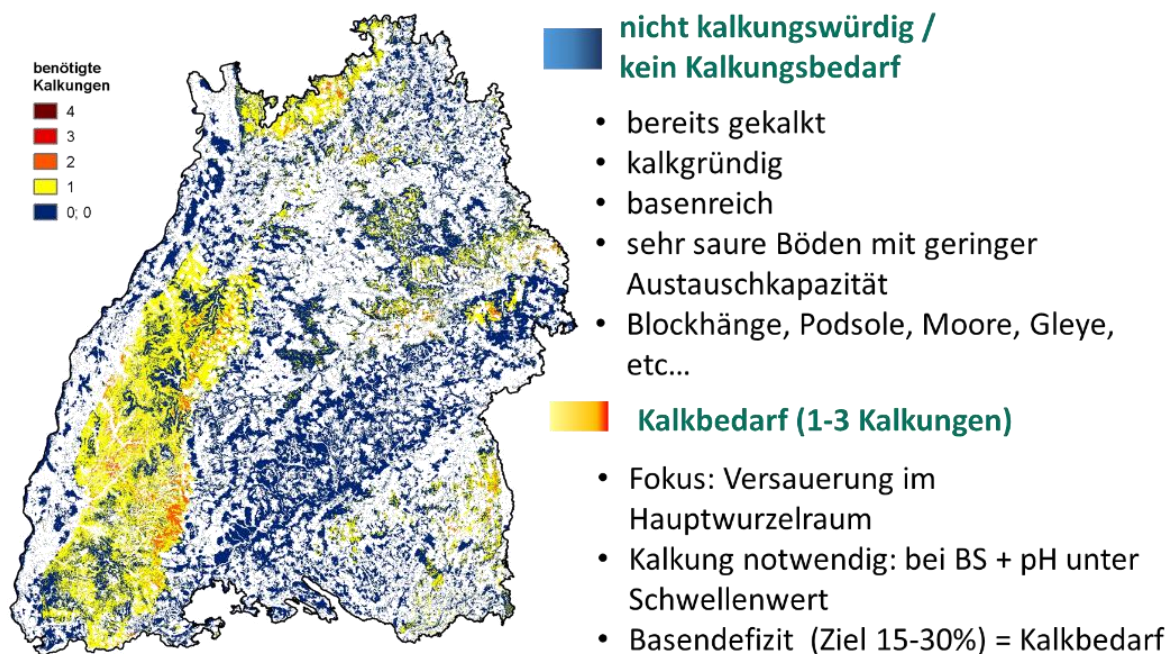 benötigte
Kalkungen
4
3
2
1
0; 0
nicht kalkungswürdig /
kein Kalkungsbedarf
• bereits gekalkt
• kalkgründig
• basenreich
• sehr saure Böden mit geringer
Austauschkapazität
• Blockhänge, Podsole, Moore, Gleye,
etc...
Kalkbedarf (1-3 Kalkungen)
• Fokus: Versauerung im
Hauptwurzelraum
• Kalkung notwendig: bei BS + pH unter
Schwellenwert
• Basendefizit (Ziel 15-30%) = Kalkbedarf